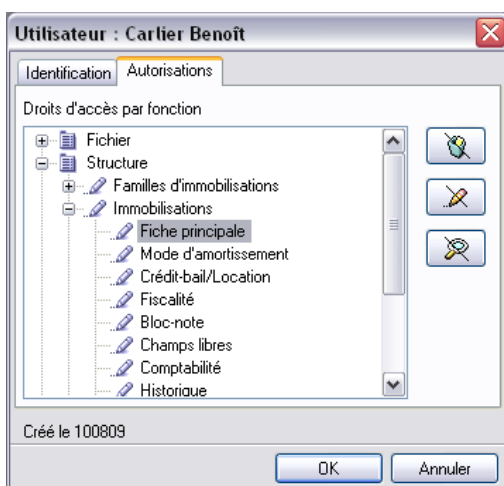 Utilisateur : Carlier Benoît
Identification Autorisations
Droits d'accès par fonction
Fichier
Structure
Familles d'immobilisations
Immobilisations
Fiche principale
Mode d'amortissement
Crédit-bail/Location
Fiscalité
Bloc-note
Champs libres
Comptabilité
Historique
Créé le 100809
OK Annuler